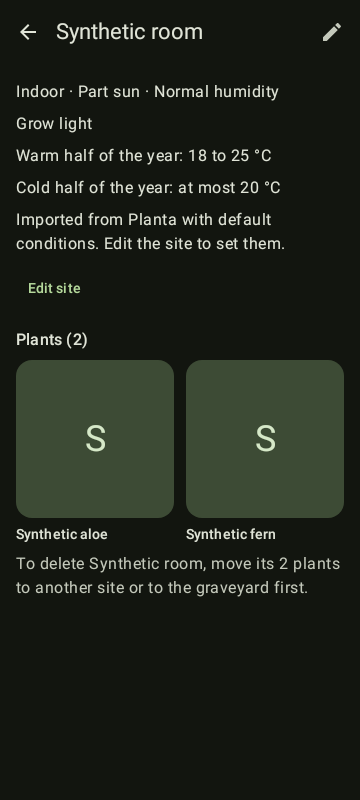 Synthetic room
Indoor · Part sun · Normal humidity
Grow light
Warm half of the year: 18 to 25 °C
Cold half of the year: at most 20 °C
Imported from Planta with default
conditions. Edit the site to set them.
Edit site
Plants (2)
S
S
Synthetic aloe
Synthetic fern
To delete Synthetic room, move its 2 plants
to another site or to the graveyard first.